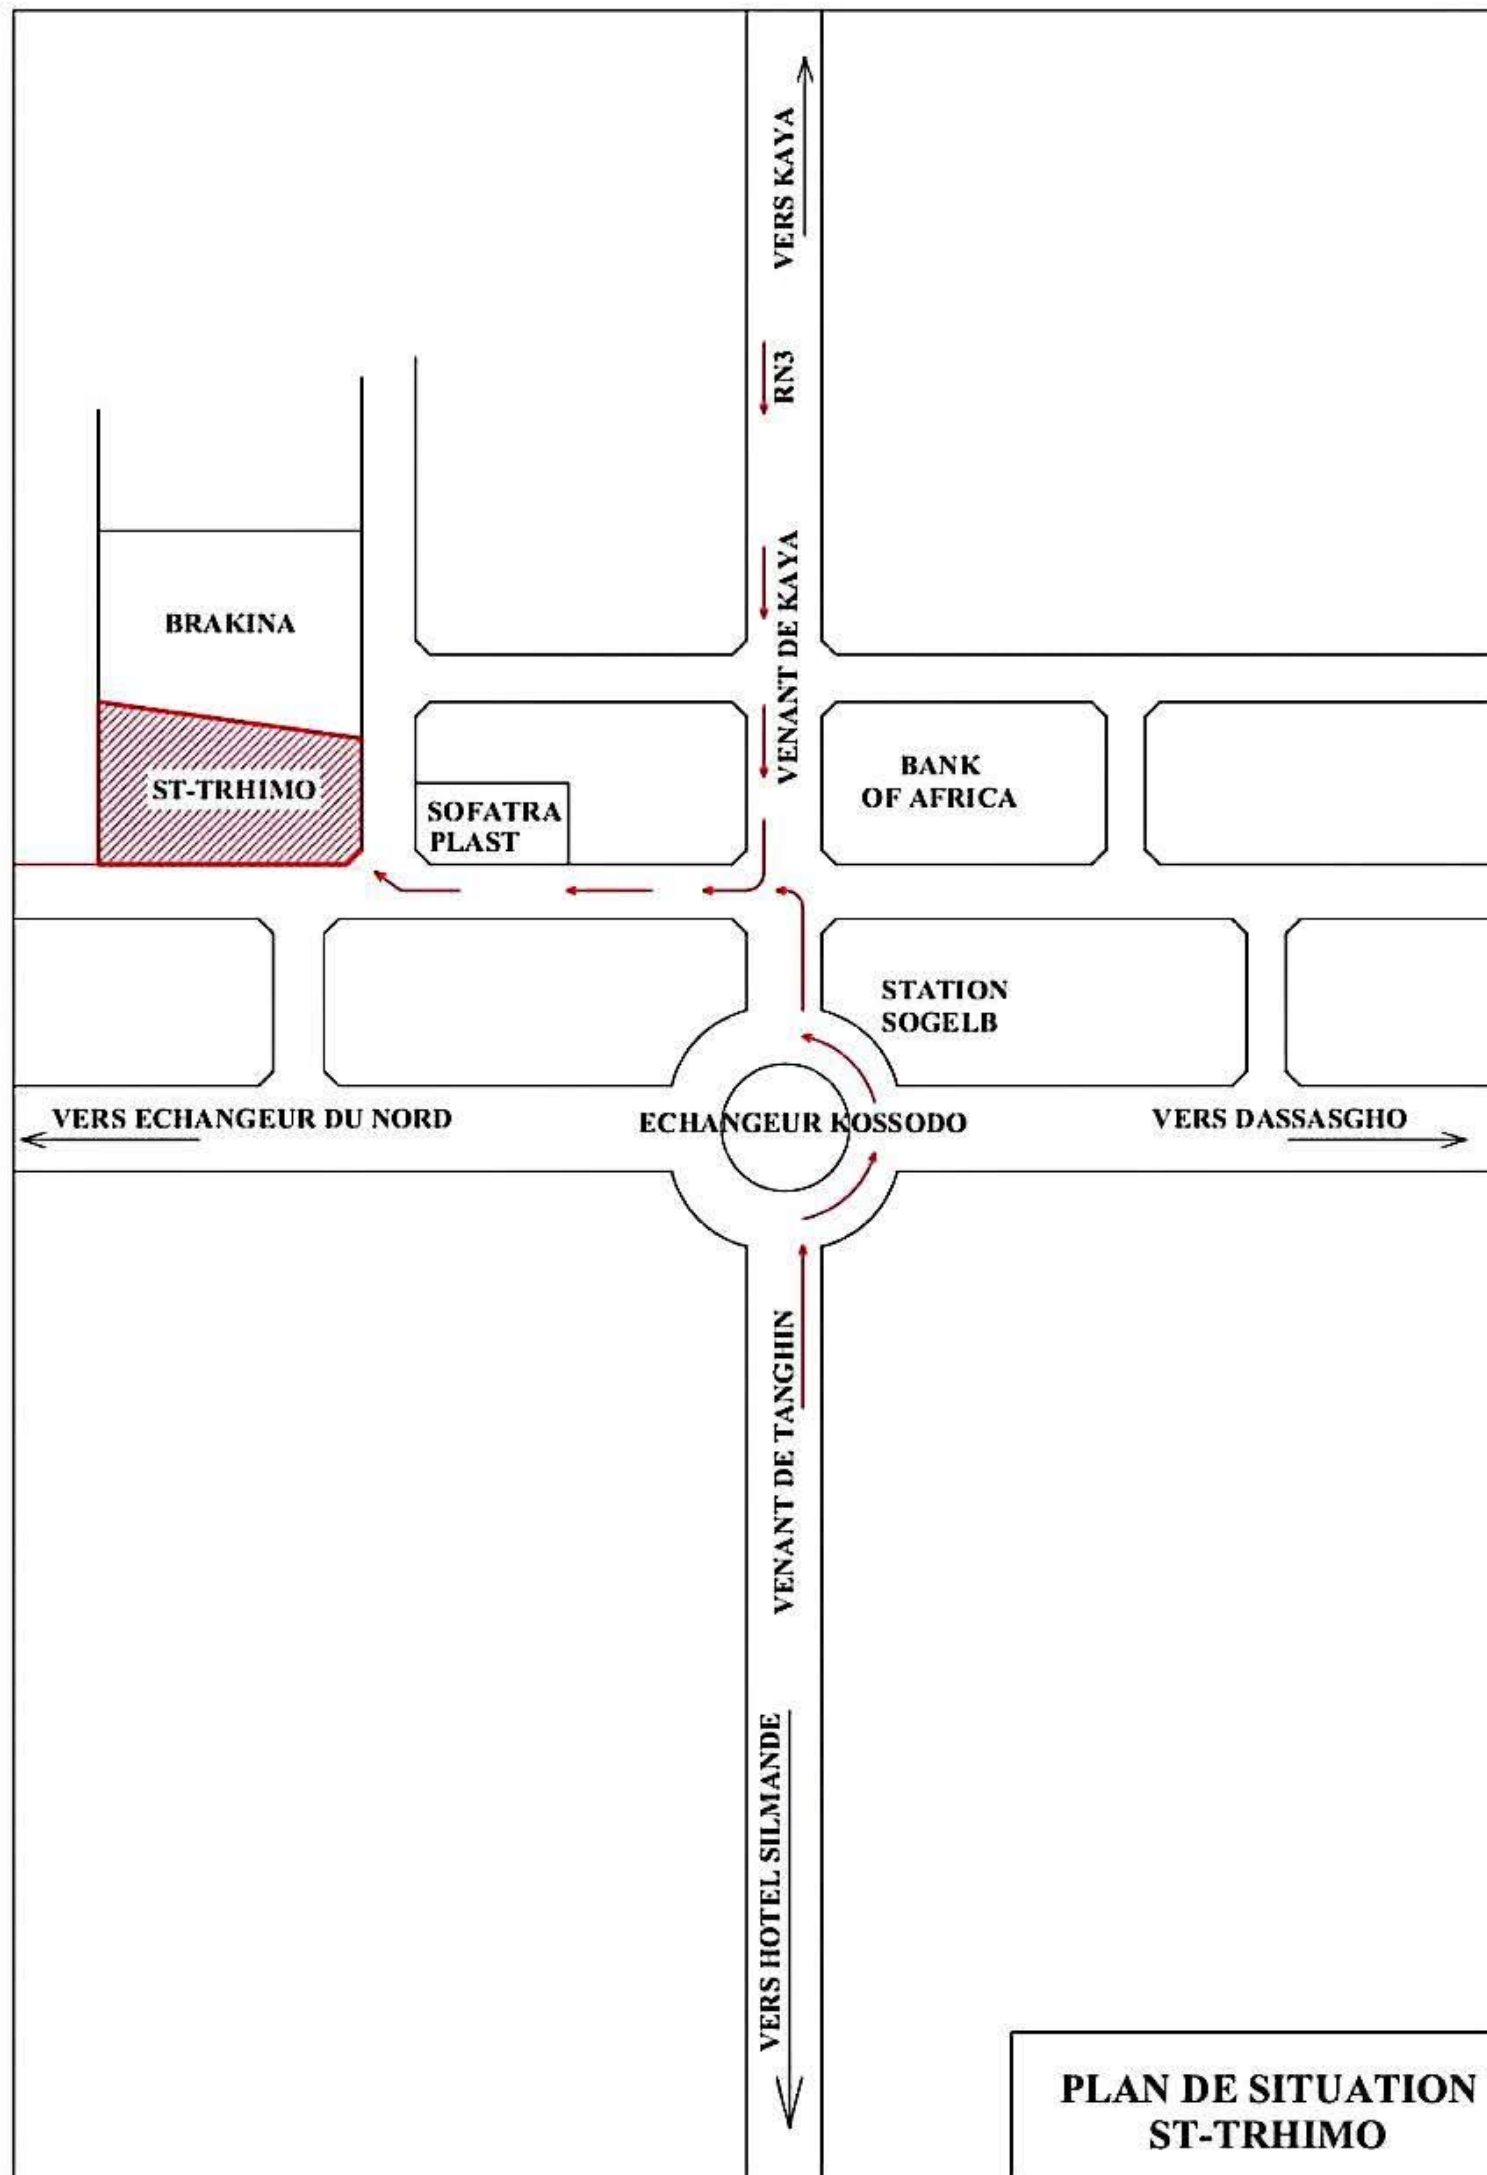 VERS KAYA
RN3
VENANT DE KAYA
BRAKINA
ST-TRHIMO
SOFATRA
PLAST
BANK
OF AFRICA
STATION
SOGELB
VERS ECHANGEUR DU NORD
ECHANGEUR KOSSODO
VERS DASSASGHO
VENANT DE TANGHIN
VERS HOTEL SILMANDE
PLAN DE SITUATION
ST-TRHIMO